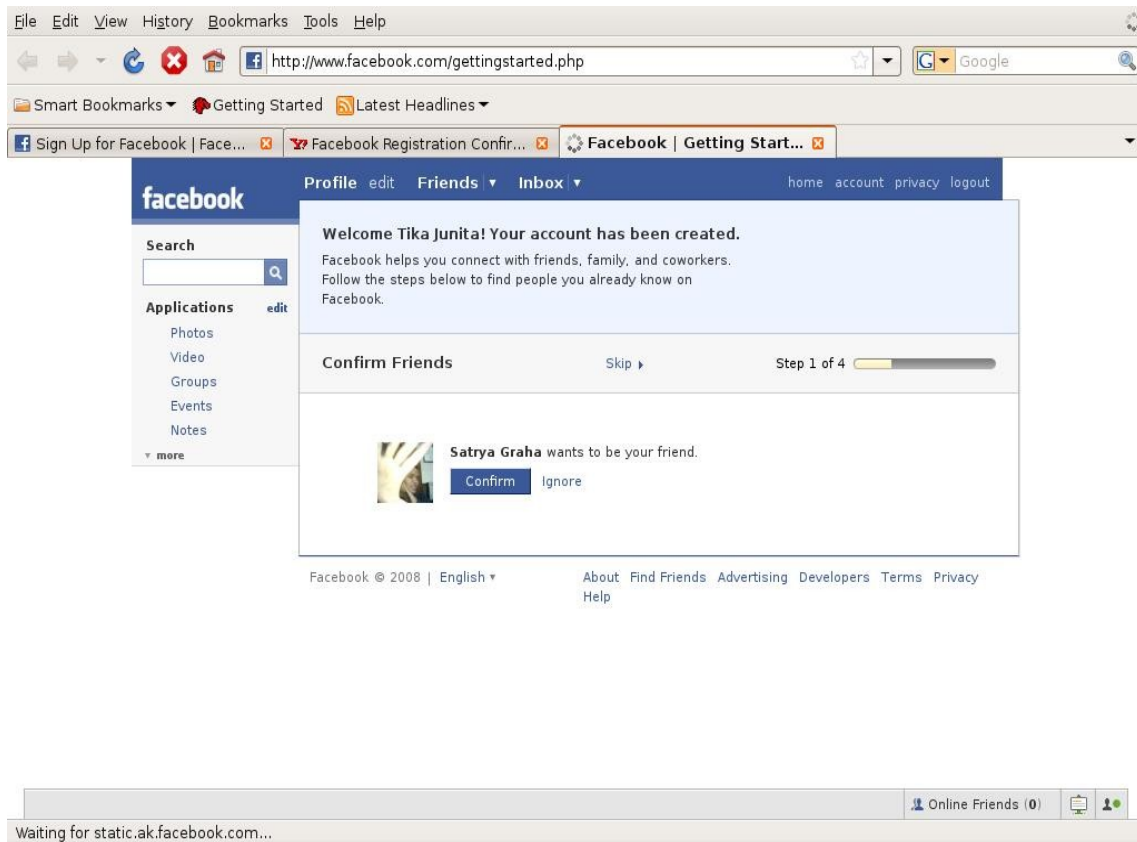 File Edit View History Bookmarks Tools Help
http://www.facebook.com/gettingstarted.php
G Google
Smart Bookmarks Getting Started Latest Headlines
Sign Up for Facebook | Face... Facebook Registration Confir... Facebook | Getting Start...
facebook
Profile edit Friends Inbox home account privacy logout
Search
Applications edit
Photos
Video
Groups
Events
Notes
more
Welcome Tika Junita! Your account has been created.
Facebook helps you connect with friends, family, and coworkers.
Follow the steps below to find people you already know on
Facebook.
Confirm Friends Skip Step 1 of 4
Satrya Graha wants to be your friend.
Confirm Ignore
Facebook © 2008 | English About Find Friends Advertising Developers Terms Privacy
Help
Online Friends (0)
Waiting for static.ak.facebook.com...